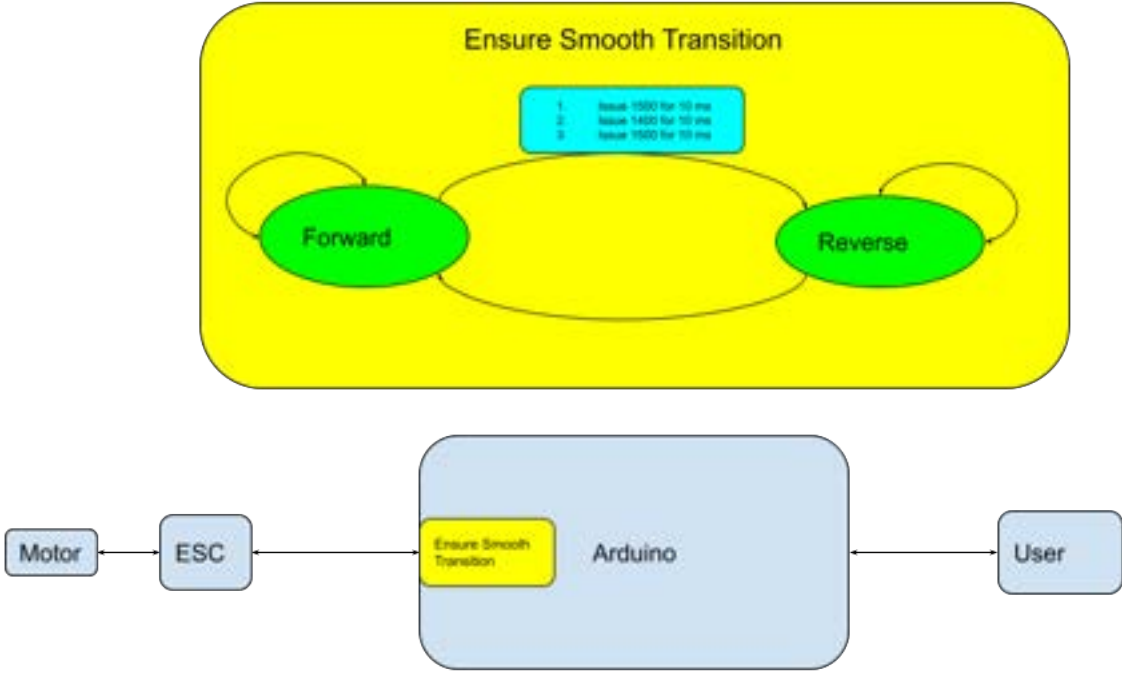 Ensure Smooth Transition
1. Issue 1500 for 10 ms
2. Issue 1400 for 10 ms
3. Issue 1500 for 10 ms
Forward
Reverse
Motor
ESC
Ensure Smooth
Transition
Arduino
User